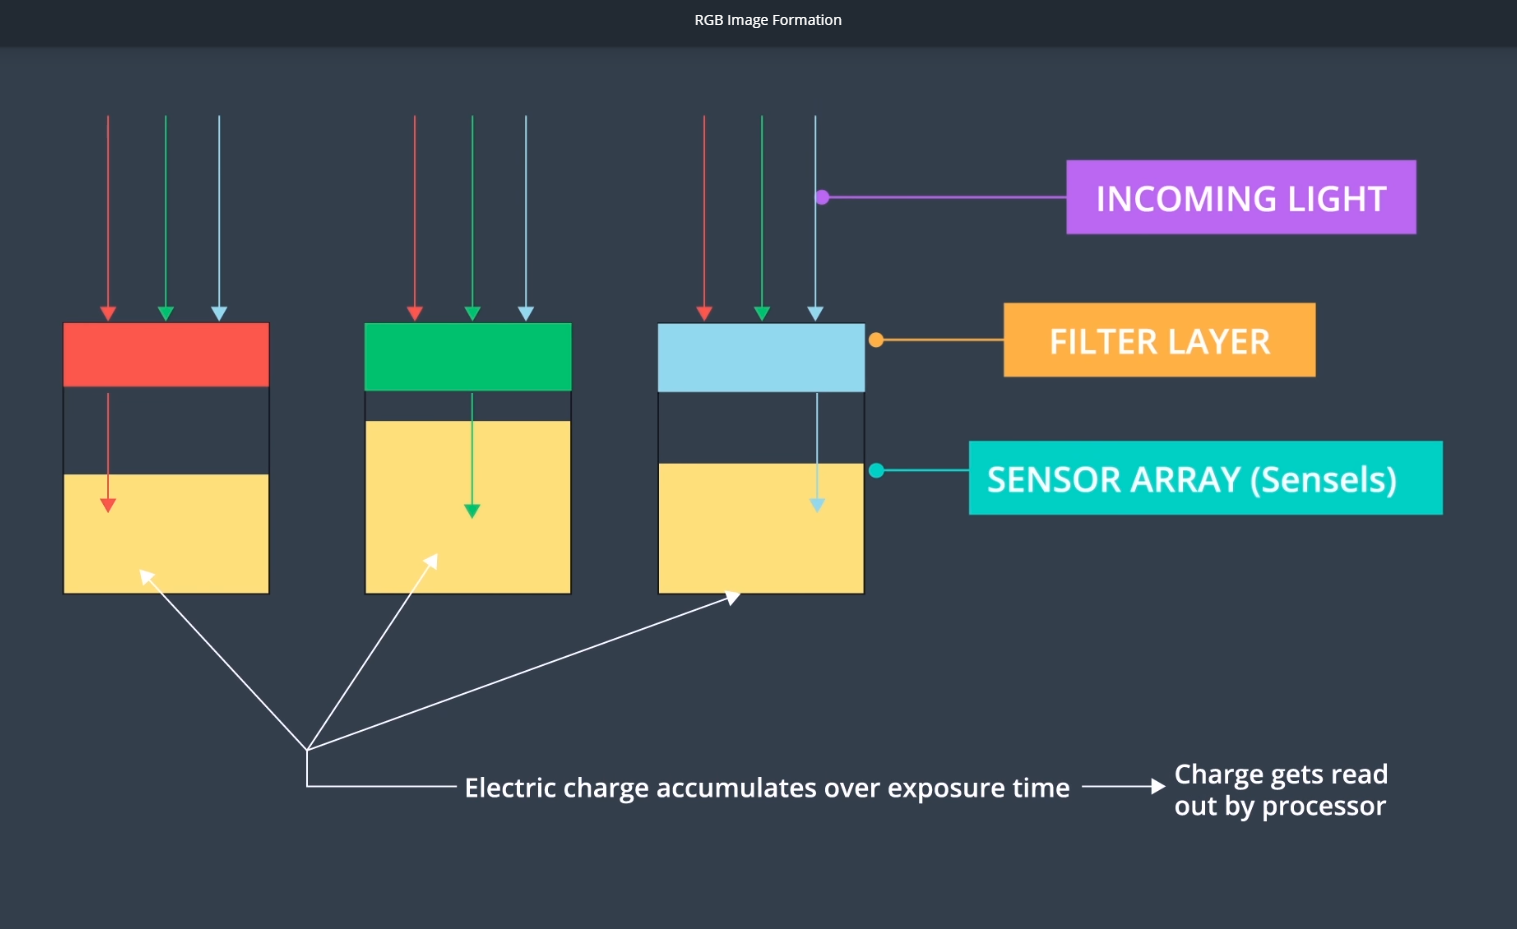 RGB Image Formation
INCOMING LIGHT
FILTER LAYER
SENSOR ARRAY (Sensels)
Electric charge accumulates over exposure time
Charge gets read
out by processor